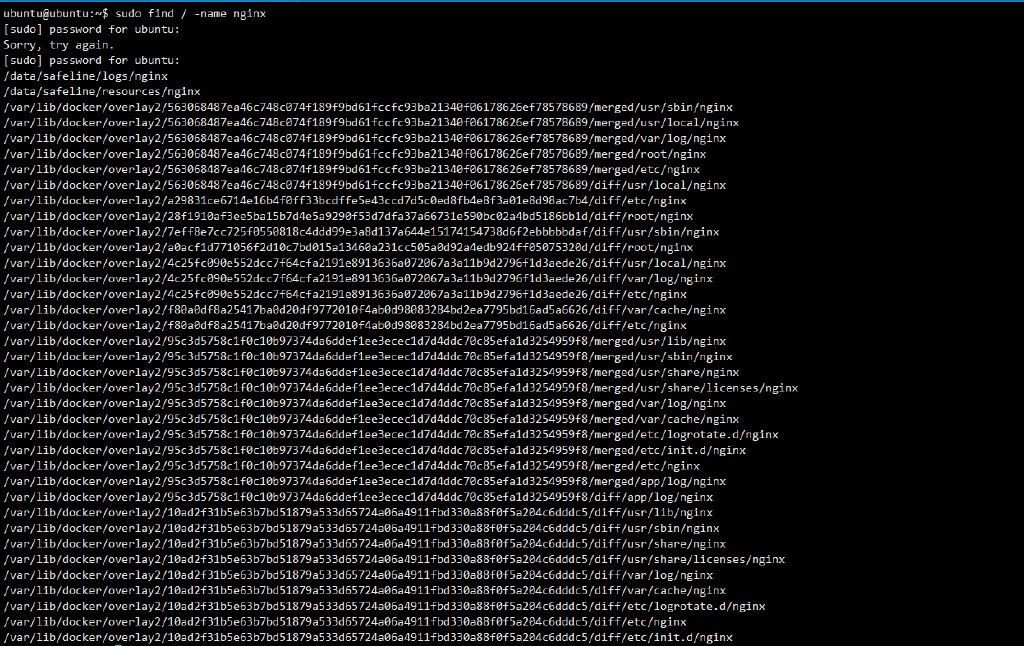 ubuntu@ubuntu:~$ sudo find / -name nginx
[sudo] password for ubuntu:
Sorry, try again.
[sudo] password for ubuntu:
/data/safeline/logs/nginx
/data/safeline/resources/nginx
/var/lib/docker/overlay2/563068487ea46c748c074f189f9bd61fccfc93ba21340f06178626ef78578689/merged/usr/sbin/nginx
/var/lib/docker/overlay2/563068487ea46c748c074f189f9bd61fccfc93ba21340f06178626ef78578689/merged/usr/local/nginx
/var/lib/docker/overlay2/563068487ea46c748c074f189f9bd61fccfc93ba21340f06178626ef78578689/merged/var/log/nginx
/var/lib/docker/overlay2/563068487ea46c748c074f189f9bd61fccfc93ba21340f06178626ef78578689/merged/root/nginx
/var/lib/docker/overlay2/563068487ea46c748c074f189f9bd61fccfc93ba21340f06178626ef78578689/merged/etc/nginx
/var/lib/docker/overlay2/563068487ea46c748c074f189f9bd61fccfc93ba21340f06178626ef78578689/diff/usr/local/nginx
/var/lib/docker/overlay2/a29831ce6714e16b4f0ff33bcdffe5e43ccd7d5c0ed8fb4e8f3a01e8d98ac7b4/diff/etc/nginx
/var/lib/docker/overlay2/28f1910af3ee5ba15b7d4e5a9290f53d7dfa37a66731e590bc02a4bd5186bb1d/diff/root/nginx
/var/lib/docker/overlay2/7eff8e7cc725f0550818c4ddd99e3a8d137a644e15174154738d6f2ebbbbbdaf/diff/usr/sbin/nginx
/var/lib/docker/overlay2/a0acf1d771056f2d10c7bd015a13460a231cc505a0d92a4edb924ff05075320d/diff/root/nginx
/var/lib/docker/overlay2/4c25fc090e552dcc7f64cfa2191e8913636a072067a3a11b9d2796f1d3aede26/diff/usr/local/nginx
/var/lib/docker/overlay2/4c25fc090e552dcc7f64cfa2191e8913636a072067a3a11b9d2796f1d3aede26/diff/var/log/nginx
/var/lib/docker/overlay2/4c25fc090e552dcc7f64cfa2191e8913636a072067a3a11b9d2796f1d3aede26/diff/etc/nginx
/var/lib/docker/overlay2/f80a0df8a25417ba0d20df9772010f4ab0d98083284bd2ea7795bd16ad5a6626/diff/var/cache/nginx
/var/lib/docker/overlay2/f80a0df8a25417ba0d20df9772010f4ab0d98083284bd2ea7795bd16ad5a6626/diff/etc/nginx
/var/lib/docker/overlay2/95c3d5758c1f0c10b97374da6ddef1ee3ecec1d7d4ddc70c85efa1d3254959f8/merged/usr/lib/nginx
/var/lib/docker/overlay2/95c3d5758c1f0c10b97374da6ddef1ee3ecec1d7d4ddc70c85efa1d3254959f8/merged/usr/sbin/nginx
/var/lib/docker/overlay2/95c3d5758c1f0c10b97374da6ddef1ee3ecec1d7d4ddc70c85efa1d3254959f8/merged/usr/share/nginx
/var/lib/docker/overlay2/95c3d5758c1f0c10b97374da6ddef1ee3ecec1d7d4ddc70c85efa1d3254959f8/merged/usr/share/licenses/nginx
/var/lib/docker/overlay2/95c3d5758c1f0c10b97374da6ddef1ee3ecec1d7d4ddc70c85efa1d3254959f8/merged/var/log/nginx
/var/lib/docker/overlay2/95c3d5758c1f0c10b97374da6ddef1ee3ecec1d7d4ddc70c85efa1d3254959f8/merged/var/cache/nginx
/var/lib/docker/overlay2/95c3d5758c1f0c10b97374da6ddef1ee3ecec1d7d4ddc70c85efa1d3254959f8/merged/etc/logrotate.d/nginx
/var/lib/docker/overlay2/95c3d5758c1f0c10b97374da6ddef1ee3ecec1d7d4ddc70c85efa1d3254959f8/merged/etc/init.d/nginx
/var/lib/docker/overlay2/95c3d5758c1f0c10b97374da6ddef1ee3ecec1d7d4ddc70c85efa1d3254959f8/merged/etc/nginx
/var/lib/docker/overlay2/95c3d5758c1f0c10b97374da6ddef1ee3ecec1d7d4ddc70c85efa1d3254959f8/merged/app/log/nginx
/var/lib/docker/overlay2/95c3d5758c1f0c10b97374da6ddef1ee3ecec1d7d4ddc70c85efa1d3254959f8/diff/app/log/nginx
/var/lib/docker/overlay2/10ad2f31b5e63b7bd51879a533d65724a06a4911fbd330a88f0f5a204c6dddc5/diff/usr/lib/nginx
/var/lib/docker/overlay2/10ad2f31b5e63b7bd51879a533d65724a06a4911fbd330a88f0f5a204c6dddc5/diff/usr/sbin/nginx
/var/lib/docker/overlay2/10ad2f31b5e63b7bd51879a533d65724a06a4911fbd330a88f0f5a204c6dddc5/diff/usr/share/nginx
/var/lib/docker/overlay2/10ad2f31b5e63b7bd51879a533d65724a06a4911fbd330a88f0f5a204c6dddc5/diff/usr/share/licenses/nginx
/var/lib/docker/overlay2/10ad2f31b5e63b7bd51879a533d65724a06a4911fbd330a88f0f5a204c6dddc5/diff/var/log/nginx
/var/lib/docker/overlay2/10ad2f31b5e63b7bd51879a533d65724a06a4911fbd330a88f0f5a204c6dddc5/diff/var/cache/nginx
/var/lib/docker/overlay2/10ad2f31b5e63b7bd51879a533d65724a06a4911fbd330a88f0f5a204c6dddc5/diff/etc/logrotate.d/nginx
/var/lib/docker/overlay2/10ad2f31b5e63b7bd51879a533d65724a06a4911fbd330a88f0f5a204c6dddc5/diff/etc/nginx
/var/lib/docker/overlay2/10ad2f31b5e63b7bd51879a533d65724a06a4911fbd330a88f0f5a204c6dddc5/diff/etc/init.d/nginx